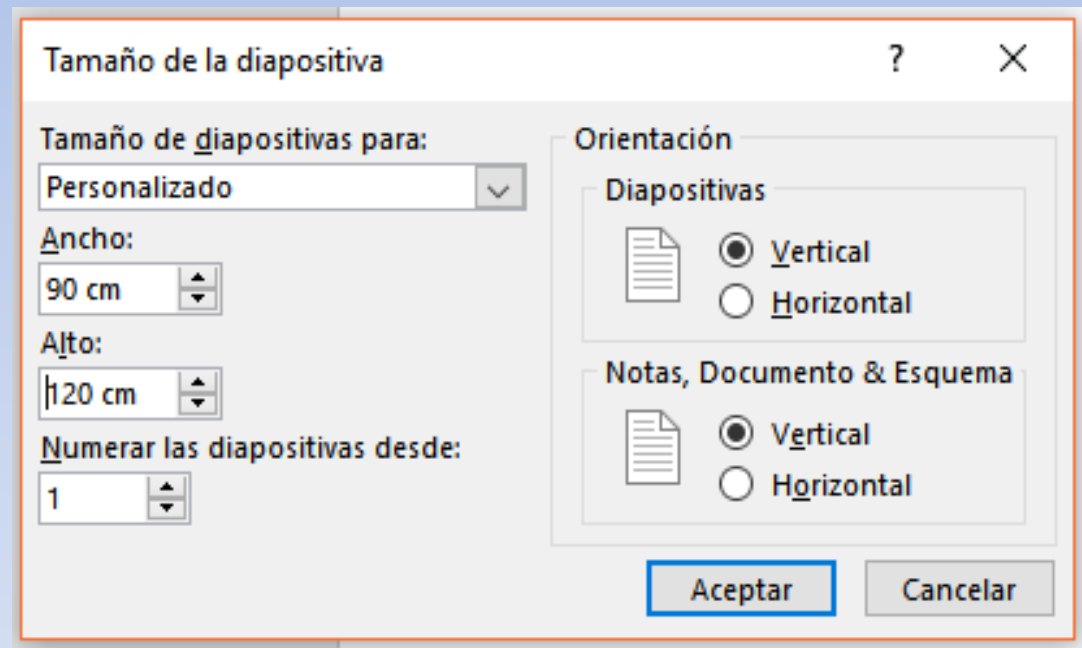 Tamaño de la diapositiva
?
Tamaño de diapositivas para:
Personalizado
Ancho:
90 cm
Alto:
120 cm
Numerar las diapositivas desde:
1
Orientación
Diapositivas
Vertical
Horizontal
Notas, Documento & Esquema
Vertical
Horizontal
Aceptar
Cancelar